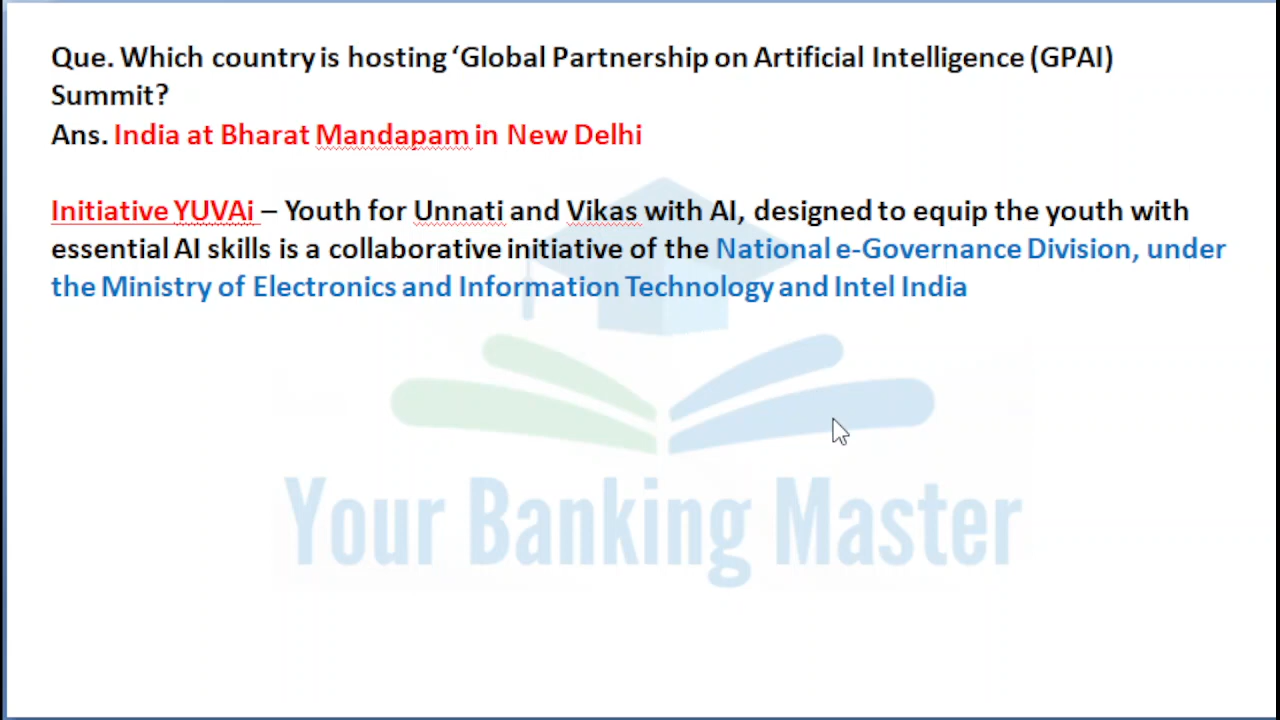 Que. Which country is hosting ‘Global Partnership on Artificial Intelligence (GPAI)
Summit?
Ans. India at Bharat Mandapam in New Delhi
Initiative YUVAi – Youth for Unnati and Vikas with AI, designed to equip the youth with
essential AI skills is a collaborative initiative of the National e-Governance Division, under
the Ministry of Electronics and Information Technology and Intel India
Your Banking Master